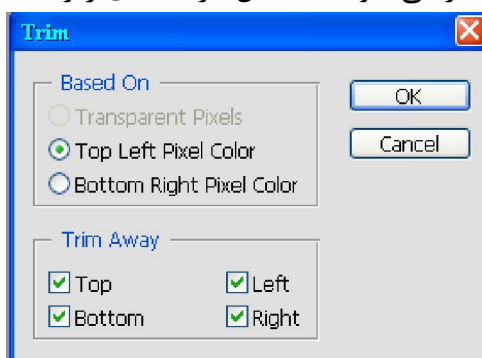 Trim
Based On
Transparent Pixels
Top Left Pixel Color
Bottom Right Pixel Color
OK
Cancel
Trim Away
Top
Left
Bottom
Right